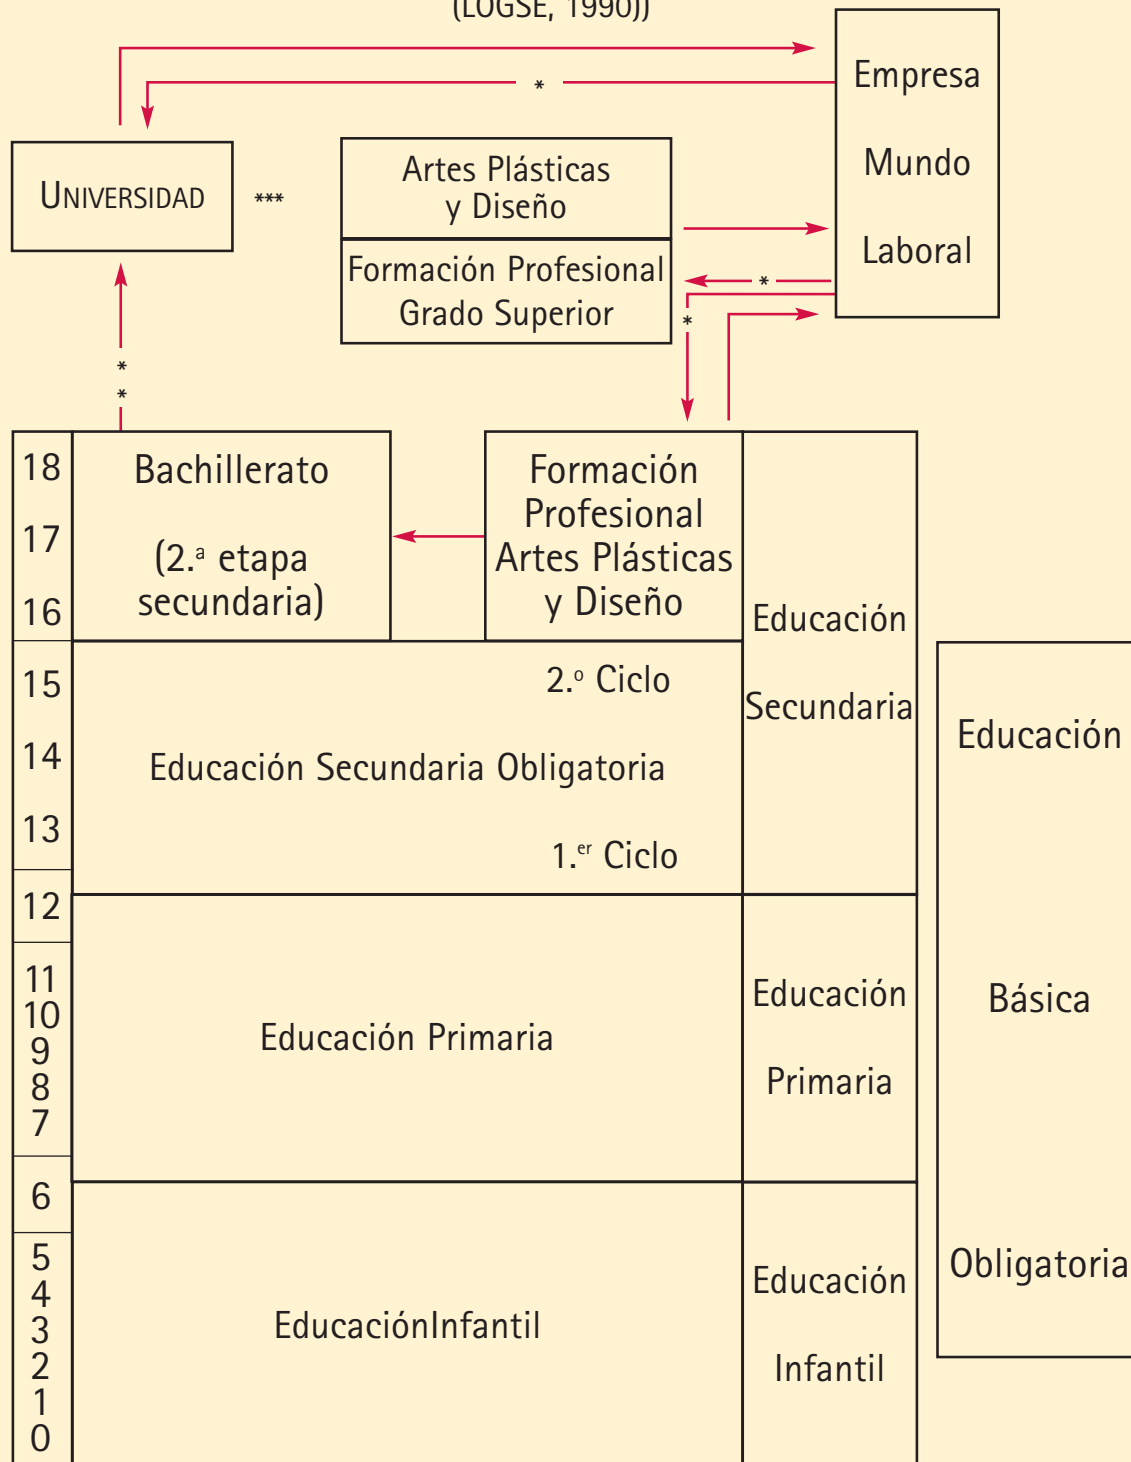 (LOGSE, 1990))
Empresa
Mundo
Laboral
*
UNIVERSIDAD
***
Artes Plásticas
y Diseño
Formación Profesional
Grado Superior
*
*
*
*
18
17
16
Bachillerato
(2.ª etapa
secundaria)
Formación
Profesional
Artes Plásticas
y Diseño
Educación
Secundaria
15
14
13
2.º Ciclo
Educación Secundaria Obligatoria
1.er Ciclo
12
11
10
9
8
7
Educación Primaria
Educación
Primaria
6
5
4
3
2
1
0
EducaciónInfantil
Educación
Infantil
Educación
Básica
Obligatoria